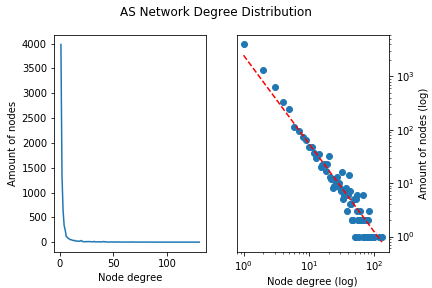 AS Network Degree Distribution
Amount of nodes
4000
3500
3000
2500
2000
1500
1000
500
0
0 50 100
Node degree
10³
10²
10¹
10⁰
Amount of nodes (log)
10⁰ 10¹ 10²
Node degree (log)